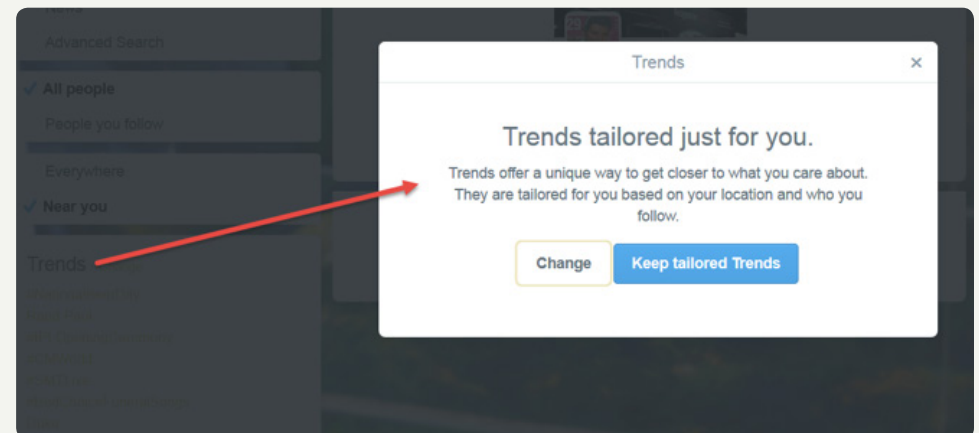 News
Advanced Search
All people
People you follow
Everywhere
Near you
Trends
Trends
×
Trends tailored just for you.
Trends offer a unique way to get closer to what you care about.
They are tailored for you based on your location and who you
follow.
Change
Keep tailored Trends